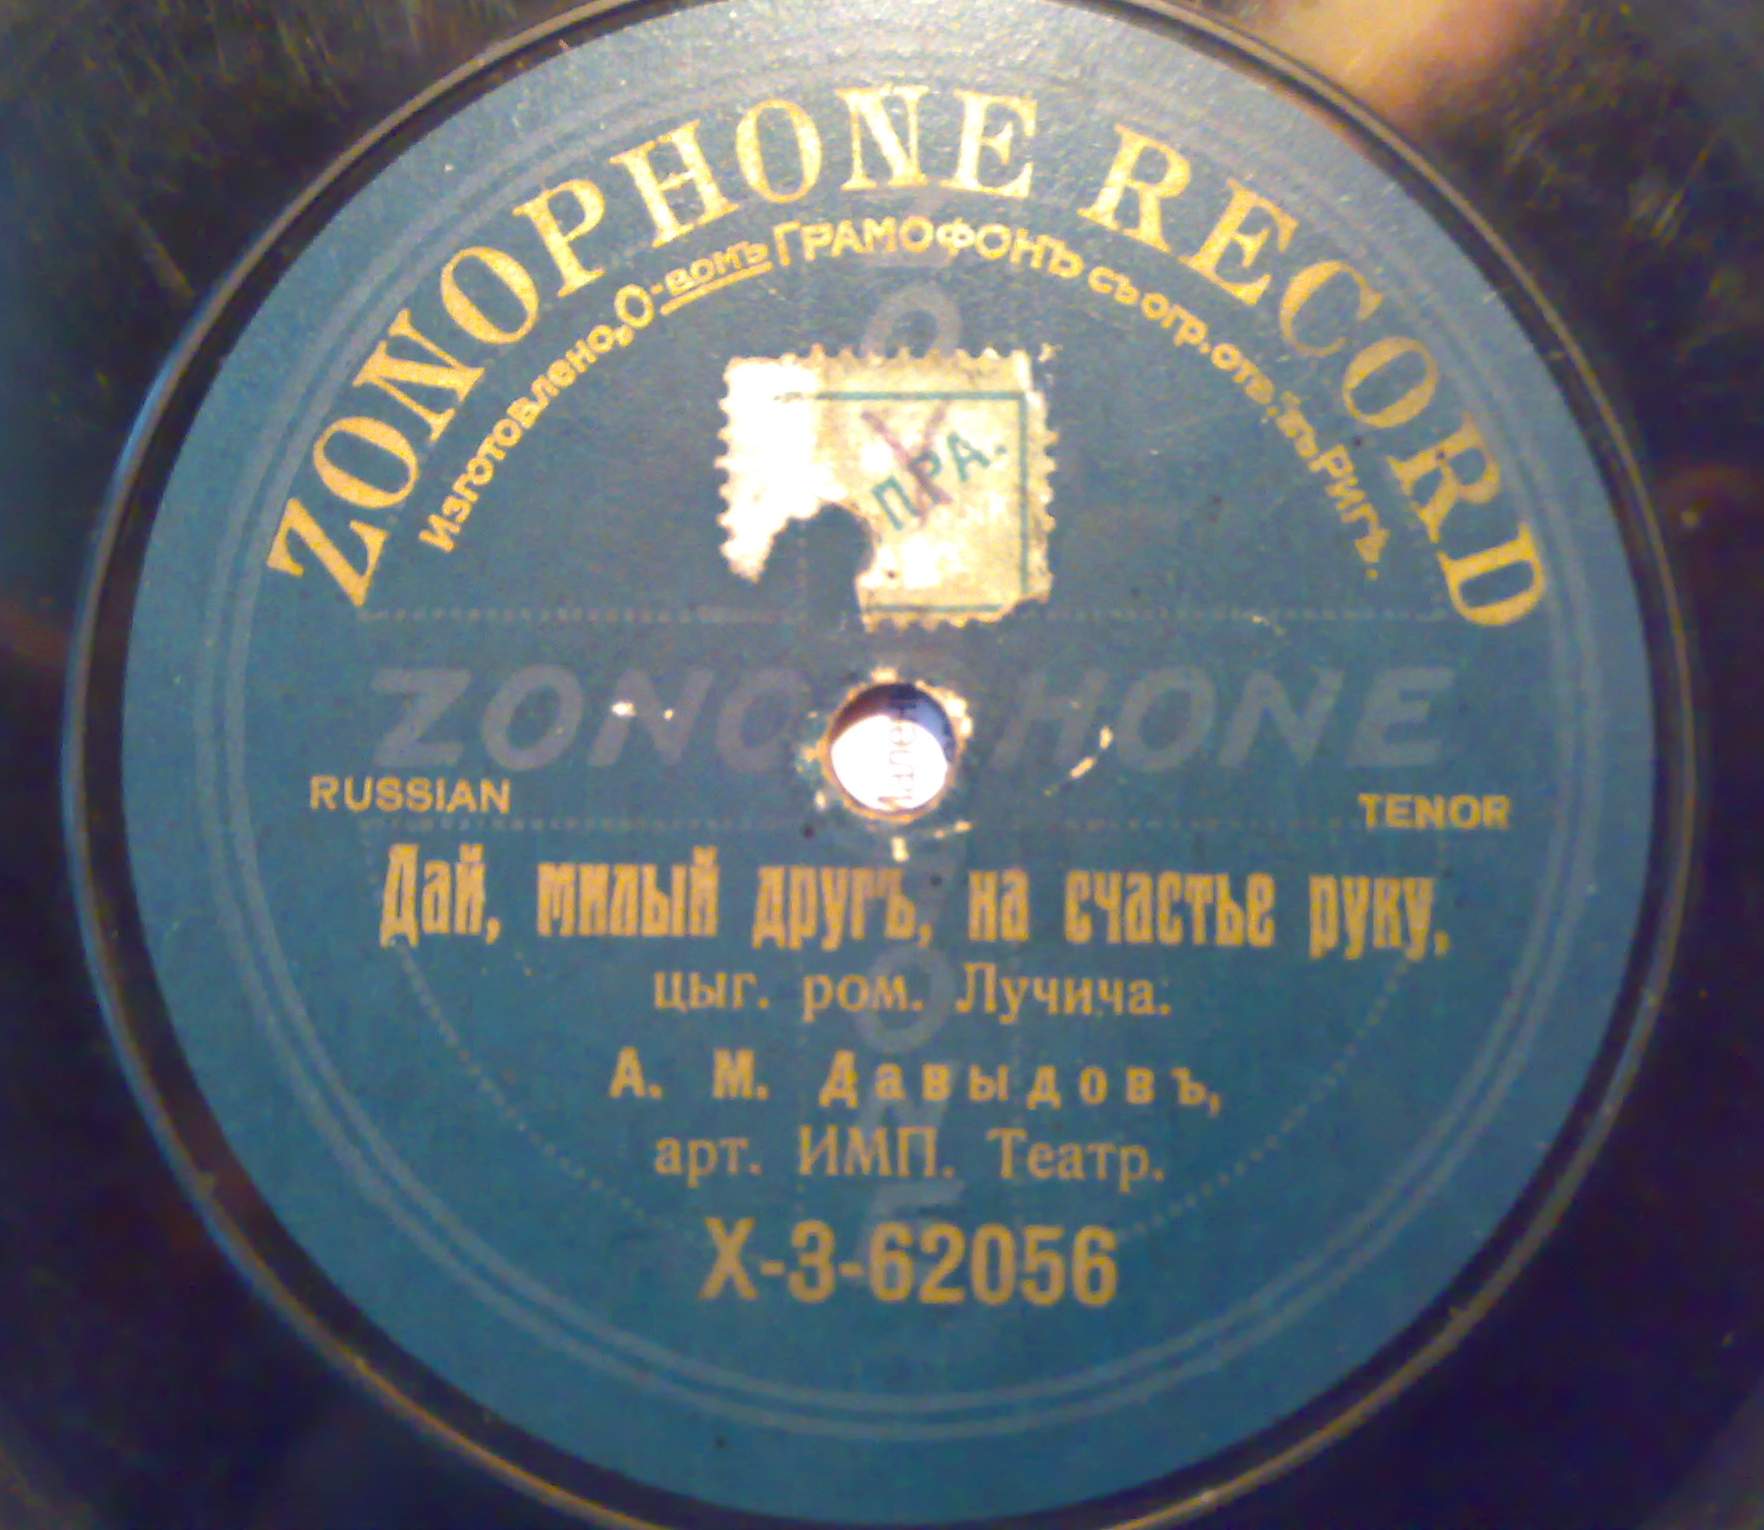 ZONOPHONE RECORD
Изготовлено О-вомъ Грамофонъ съ огр. отв. въ Ригѣ.
ПРА.
ZONOPHONE
RUSSIAN
TENOR
Дай, милый другъ, на счастье руку,
цыг. ром. Лучича.
А. М. Давыдовъ,
арт. ИМП. Театр.
X-3-62056